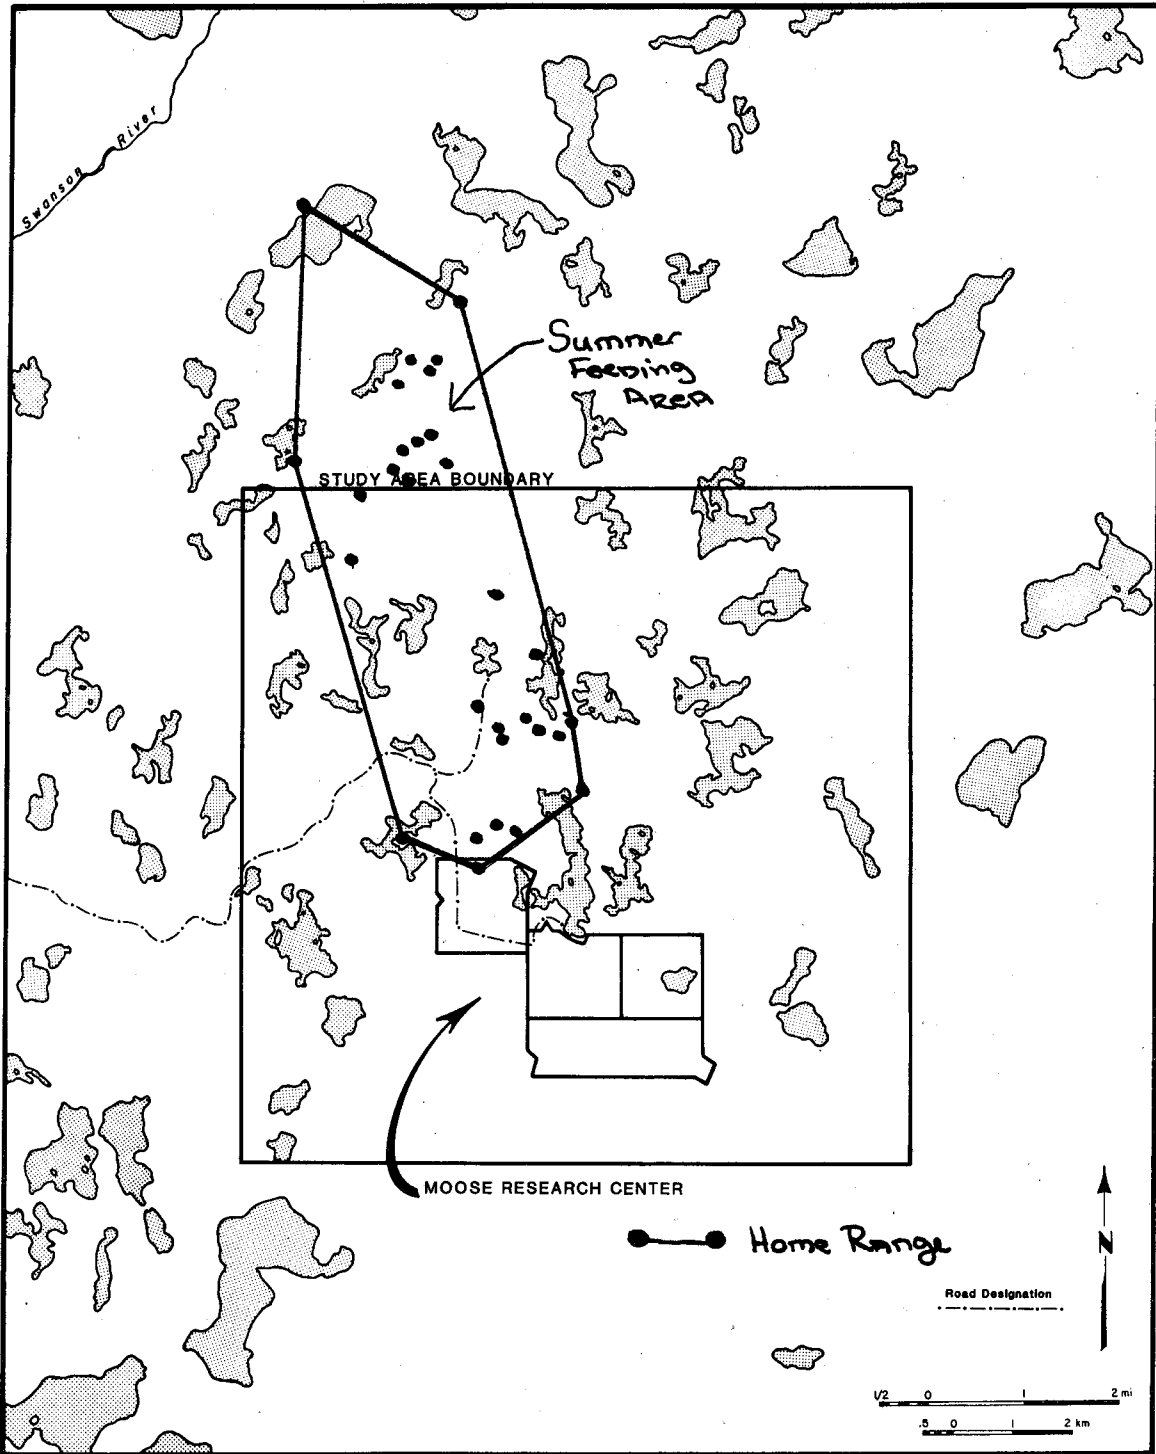 Swanson River
Summer
Feeding
Area
STUDY AREA BOUNDARY
MOOSE RESEARCH CENTER
Home Range
N
Road Designation
1/2 0 1 2 mi
.5 0 1 2 km